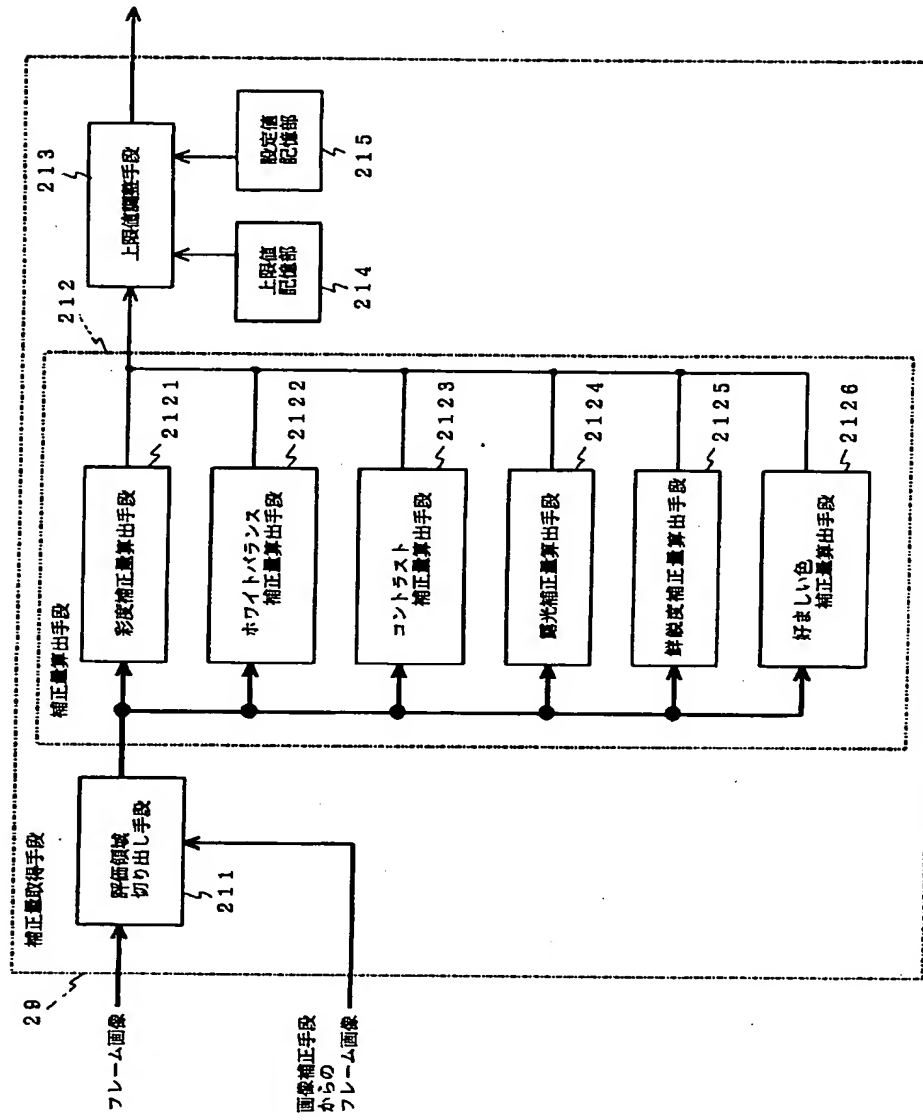 29
フレーム画像
画像補正手段
からの
フレーム画像
補正量取得手段
評価領域
切り出し手段
211
補正量算出手段
212
彩度補正量算出手段
2121
ホワイトバランス
補正量算出手段
2122
コントラスト
補正量算出手段
2123
露光補正量算出手段
2124
鮮鋭度補正量算出手段
2125
好ましい色
補正量算出手段
2126
上限値調整手段
213
上限値
記憶部
214
設定値
記憶部
215